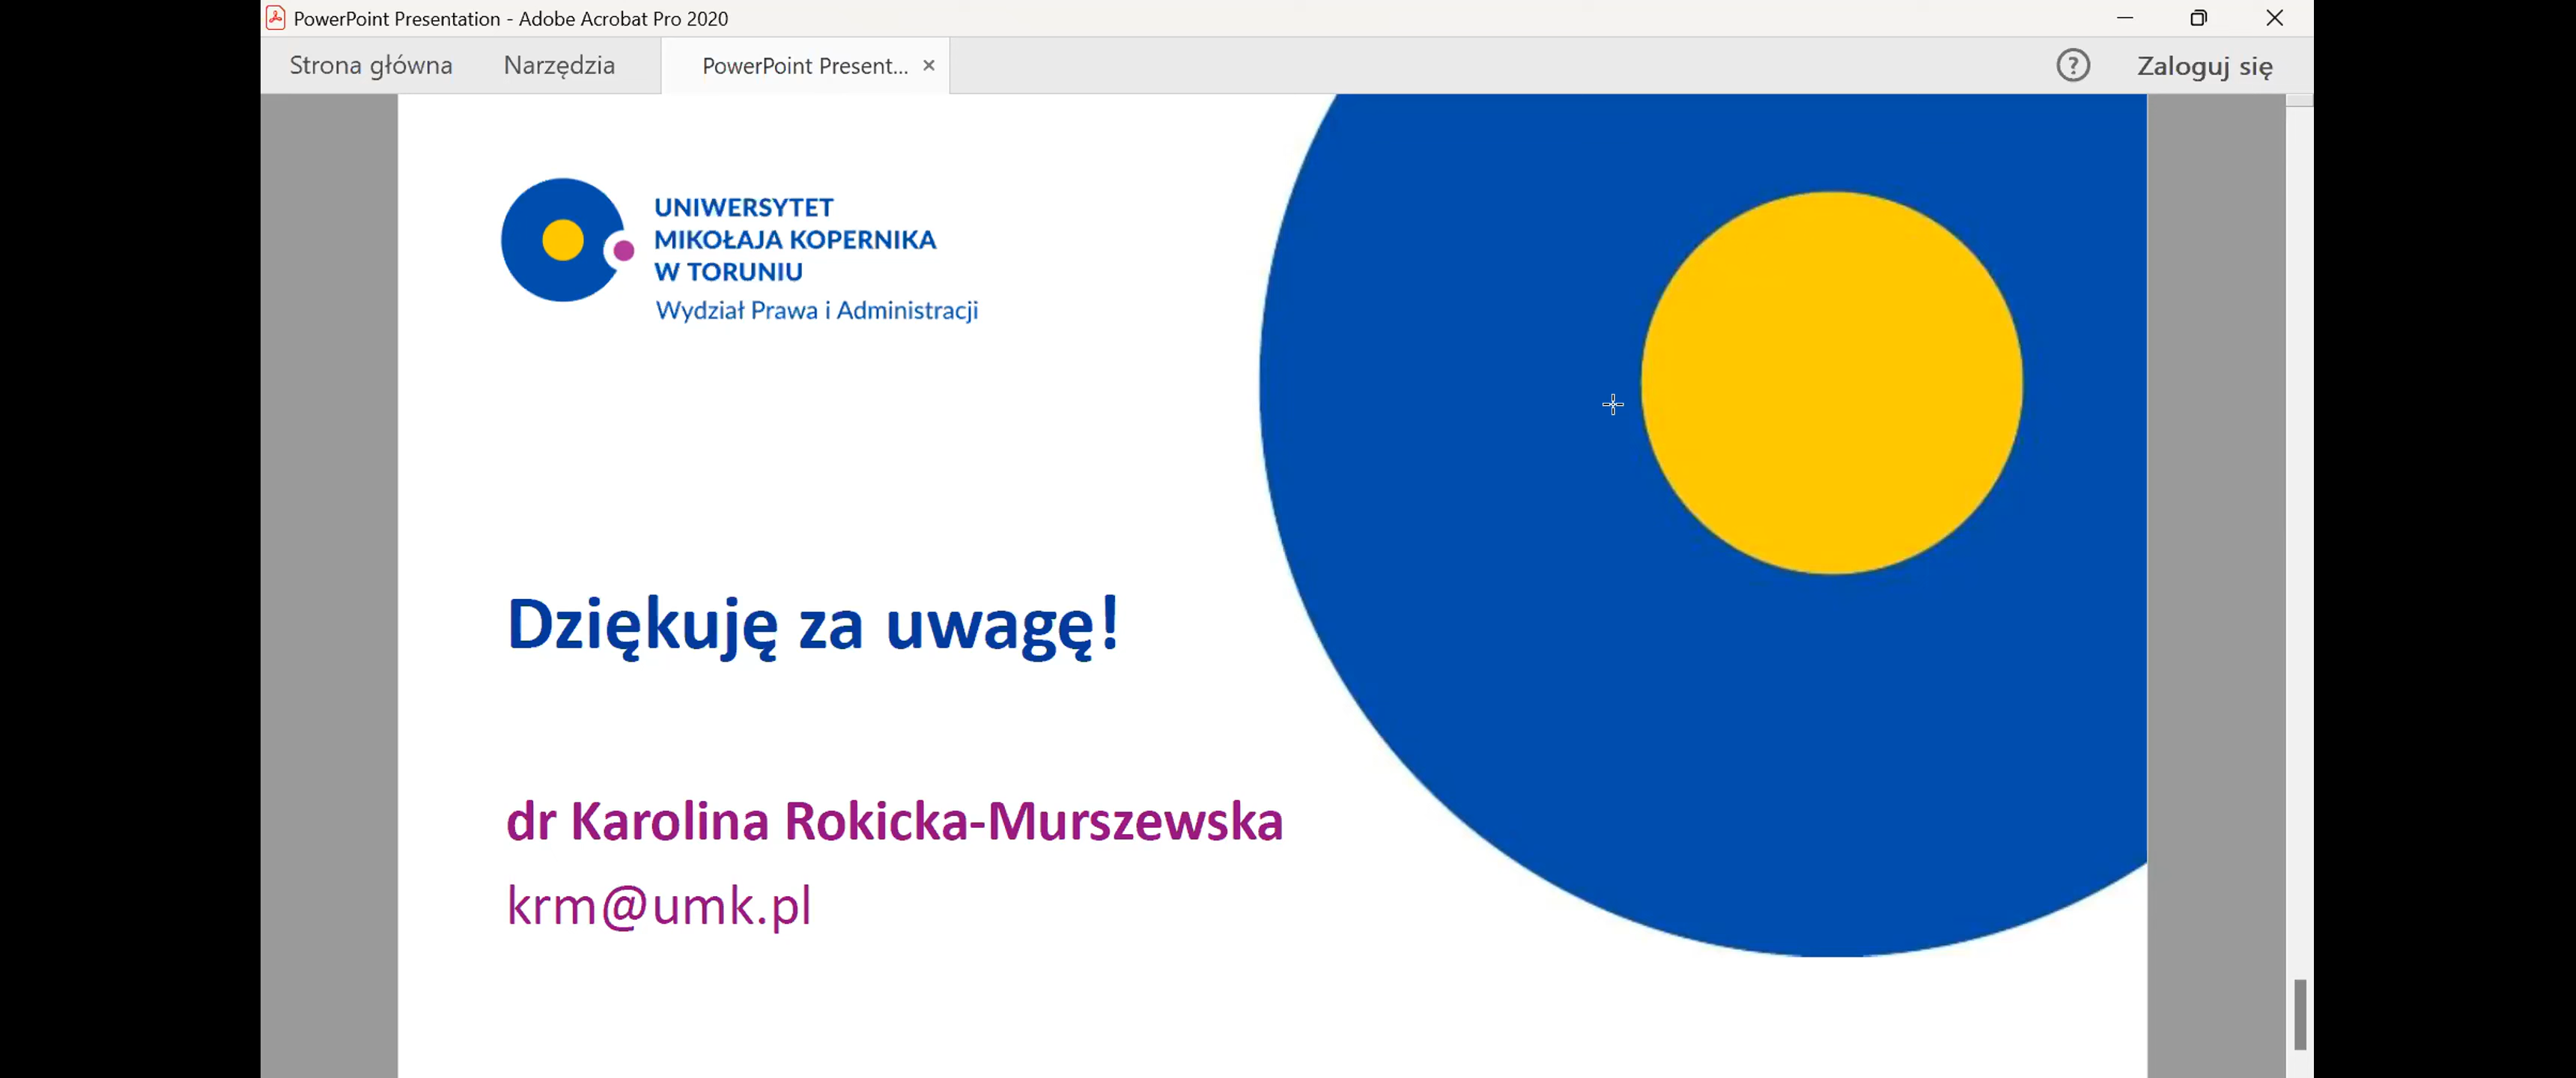 PowerPoint Presentation - Adobe Acrobat Pro 2020
Strona główna Narzędzia PowerPoint Present... × ? Zaloguj się
UNIWERSYTET
MIKOŁAJA KOPERNIKA
W TORUNIU
Wydział Prawa i Administracji
Dziękuję za uwagę!
dr Karolina Rokicka-Murszewska
krm@umk.pl